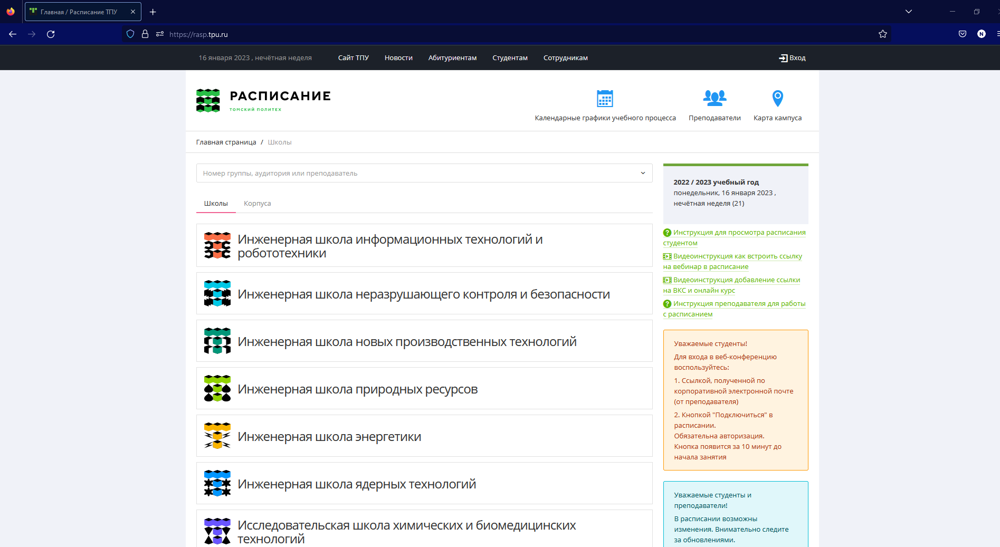 Главная / Расписание ТПУ
https://rasp.tpu.ru
N
16 января 2023 , нечётная неделя
Сайт ТПУ
Новости
Абитуриентам
Студентам
Сотрудникам
Вход
РАСПИСАНИЕ
ТОМСКИЙ ПОЛИТЕХ
Календарные графики учебного процесса
Преподаватели
Карта кампуса
Главная страница / Школы
Номер группы, аудитория или преподаватель
Школы
Корпуса
Инженерная школа информационных технологий и
робототехники
Инженерная школа неразрушающего контроля и безопасности
Инженерная школа новых производственных технологий
Инженерная школа природных ресурсов
Инженерная школа энергетики
Инженерная школа ядерных технологий
Исследовательская школа химических и биомедицинских
технологий
2022 / 2023 учебный год
понедельник, 16 января 2023 ,
нечётная неделя (21)
Инструкция для просмотра расписания
студентом
Видеоинструкция как встроить ссылку
на вебинар в расписание
Видеоинструкция добавление ссылки
на ВКС и онлайн курс
Инструкция преподавателя для работы
с расписанием
Уважаемые студенты!
Для входа в веб-конференцию
воспользуйтесь:
1. Ссылкой, полученной по
корпоративной электронной почте
(от преподавателя)
2. Кнопкой "Подключиться" в
расписании.
Обязательна авторизация.
Кнопка появится за 10 минут до
начала занятия
Уважаемые студенты и
преподаватели!
В расписании возможны
изменения. Внимательно следите
за обновлениями.